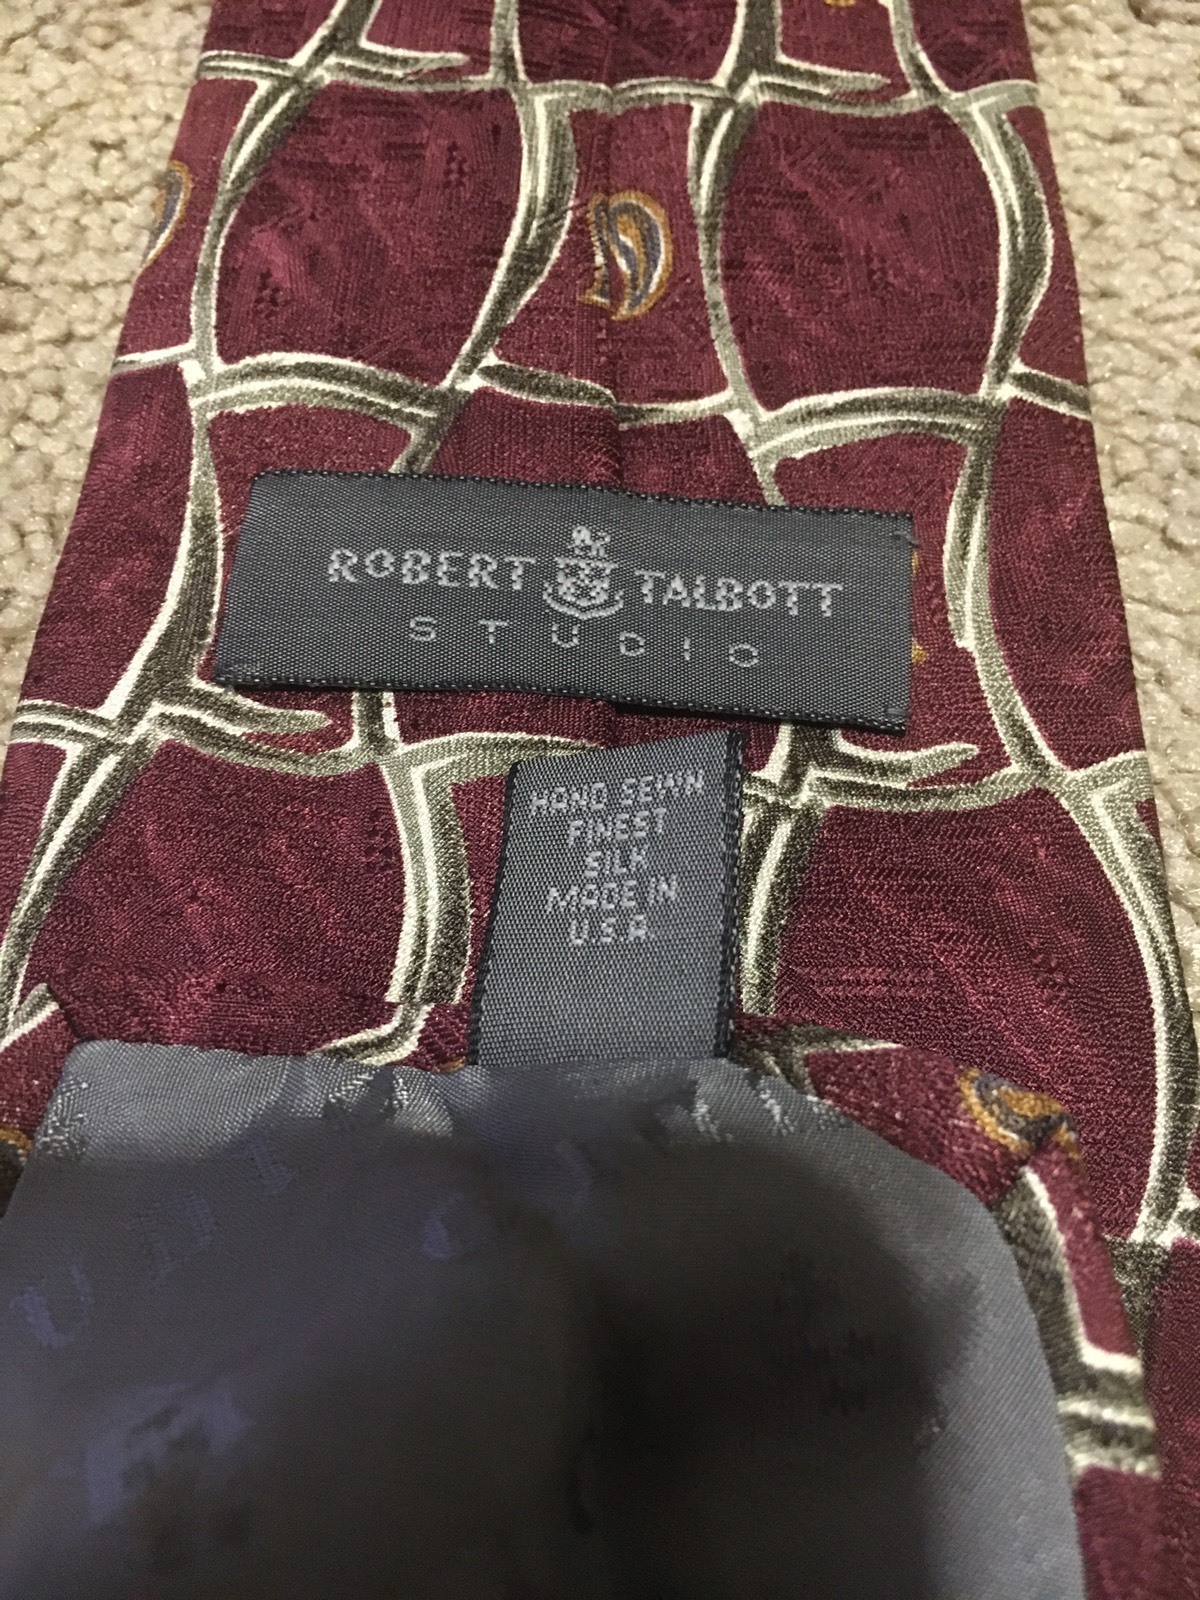 ROBERT TALBOTT
STUDIO
HAND SEWN
FINEST
SILK
MADE IN
U.S.A